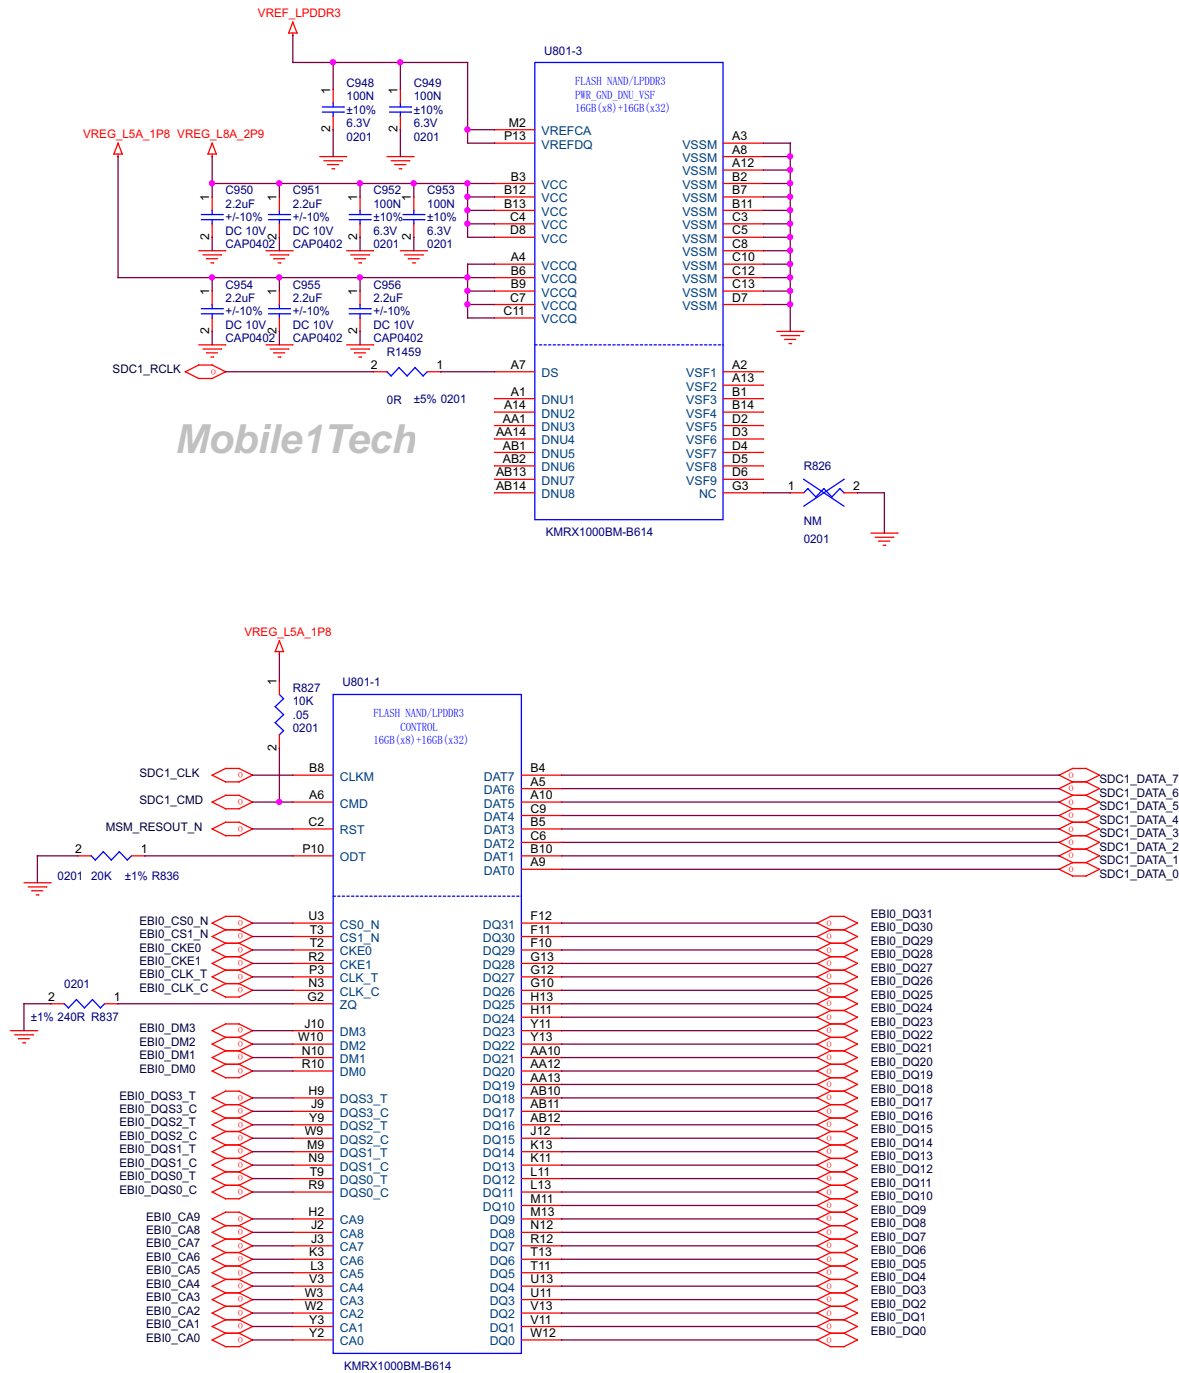 VREF_LPDDR3
U801-3
FLASH NAND/LPDDR3
PWR_GND_DNU_VSF
16GB(x8)+16GB(x32)
C948
100N
±10%
6.3V
0201
1
2
C949
100N
±10%
6.3V
0201
1
2
VREG_L5A_1P8
VREG_L8A_2P9
M2 VREFCA
P13 VREFDQ
B3 VCC
B12 VCC
B13 VCC
C4 VCC
D8 VCC
A4 VCCQ
B6 VCCQ
B9 VCCQ
C7 VCCQ
C11 VCCQ
VSSM A3
VSSM A8
VSSM A12
VSSM B2
VSSM B7
VSSM B11
VSSM C3
VSSM C5
VSSM C8
VSSM C10
VSSM C12
VSSM C13
VSSM D7
C950
2.2uF
+/-10%
DC 10V
CAP0402
1
2
C951
2.2uF
+/-10%
DC 10V
CAP0402
1
2
C952
100N
±10%
6.3V
0201
1
2
C953
100N
±10%
6.3V
0201
1
2
C954
2.2uF
+/-10%
DC 10V
CAP0402
1
2
C955
2.2uF
+/-10%
DC 10V
CAP0402
1
2
C956
2.2uF
+/-10%
DC 10V
CAP0402
1
2
SDC1_RCLK
R1459
2 1
0R ±5% 0201
A7 DS
A1 DNU1
A14 DNU2
AA1 DNU3
AA14 DNU4
AB1 DNU5
AB2 DNU6
AB13 DNU7
AB14 DNU8
VSF1 A2
VSF2 A13
VSF3 B1
VSF4 B14
VSF5 D2
VSF6 D3
VSF7 D4
VSF8 D5
VSF9 D6
NC G3
R826
1 2
NM
0201
KMRX1000BM-B614
Mobile1Tech
VREG_L5A_1P8
1
R827
10K
.05
0201
2
U801-1
FLASH NAND/LPDDR3
CONTROL
16GB(x8)+16GB(x32)
SDC1_CLK B8 CLKM
SDC1_CMD A6 CMD
MSM_RESOUT_N C2 RST
2 1 P10 ODT
0201 20K ±1% R836
DAT7 B4 SDC1_DATA_7
DAT6 A5 SDC1_DATA_6
DAT5 A10 SDC1_DATA_5
DAT4 C9 SDC1_DATA_4
DAT3 B5 SDC1_DATA_3
DAT2 C6 SDC1_DATA_2
DAT1 B10 SDC1_DATA_1
DAT0 A9 SDC1_DATA_0
EBI0_CS0_N U3 CS0_N
EBI0_CS1_N T3 CS1_N
EBI0_CKE0 T2 CKE0
EBI0_CKE1 R2 CKE1
EBI0_CLK_T P3 CLK_T
EBI0_CLK_C N3 CLK_C
0201
2 1 G2 ZQ
±1% 240R R837
EBI0_DM3 J10 DM3
EBI0_DM2 W10 DM2
EBI0_DM1 N10 DM1
EBI0_DM0 R10 DM0
EBI0_DQS3_T H9 DQS3_T
EBI0_DQS3_C J9 DQS3_C
EBI0_DQS2_T Y9 DQS2_T
EBI0_DQS2_C W9 DQS2_C
EBI0_DQS1_T M9 DQS1_T
EBI0_DQS1_C N9 DQS1_C
EBI0_DQS0_T T9 DQS0_T
EBI0_DQS0_C R9 DQS0_C
EBI0_CA9 H2 CA9
EBI0_CA8 J2 CA8
EBI0_CA7 J3 CA7
EBI0_CA6 K3 CA6
EBI0_CA5 L3 CA5
EBI0_CA4 V3 CA4
EBI0_CA3 W3 CA3
EBI0_CA2 W2 CA2
EBI0_CA1 Y3 CA1
EBI0_CA0 Y2 CA0
DQ31 F12 EBI0_DQ31
DQ30 F11 EBI0_DQ30
DQ29 F10 EBI0_DQ29
DQ28 G13 EBI0_DQ28
DQ27 G12 EBI0_DQ27
DQ26 G10 EBI0_DQ26
DQ25 H13 EBI0_DQ25
DQ24 H11 EBI0_DQ24
DQ23 Y11 EBI0_DQ23
DQ22 Y13 EBI0_DQ22
DQ21 AA10 EBI0_DQ21
DQ20 AA12 EBI0_DQ20
DQ19 AA13 EBI0_DQ19
DQ18 AB10 EBI0_DQ18
DQ17 AB11 EBI0_DQ17
DQ16 AB12 EBI0_DQ16
DQ15 J12 EBI0_DQ15
DQ14 K13 EBI0_DQ14
DQ13 K11 EBI0_DQ13
DQ12 L11 EBI0_DQ12
DQ11 L13 EBI0_DQ11
DQ10 M11 EBI0_DQ10
DQ9 M13 EBI0_DQ9
DQ8 N12 EBI0_DQ8
DQ7 R12 EBI0_DQ7
DQ6 T13 EBI0_DQ6
DQ5 T11 EBI0_DQ5
DQ4 U13 EBI0_DQ4
DQ3 U11 EBI0_DQ3
DQ2 V13 EBI0_DQ2
DQ1 V11 EBI0_DQ1
DQ0 W12 EBI0_DQ0
KMRX1000BM-B614